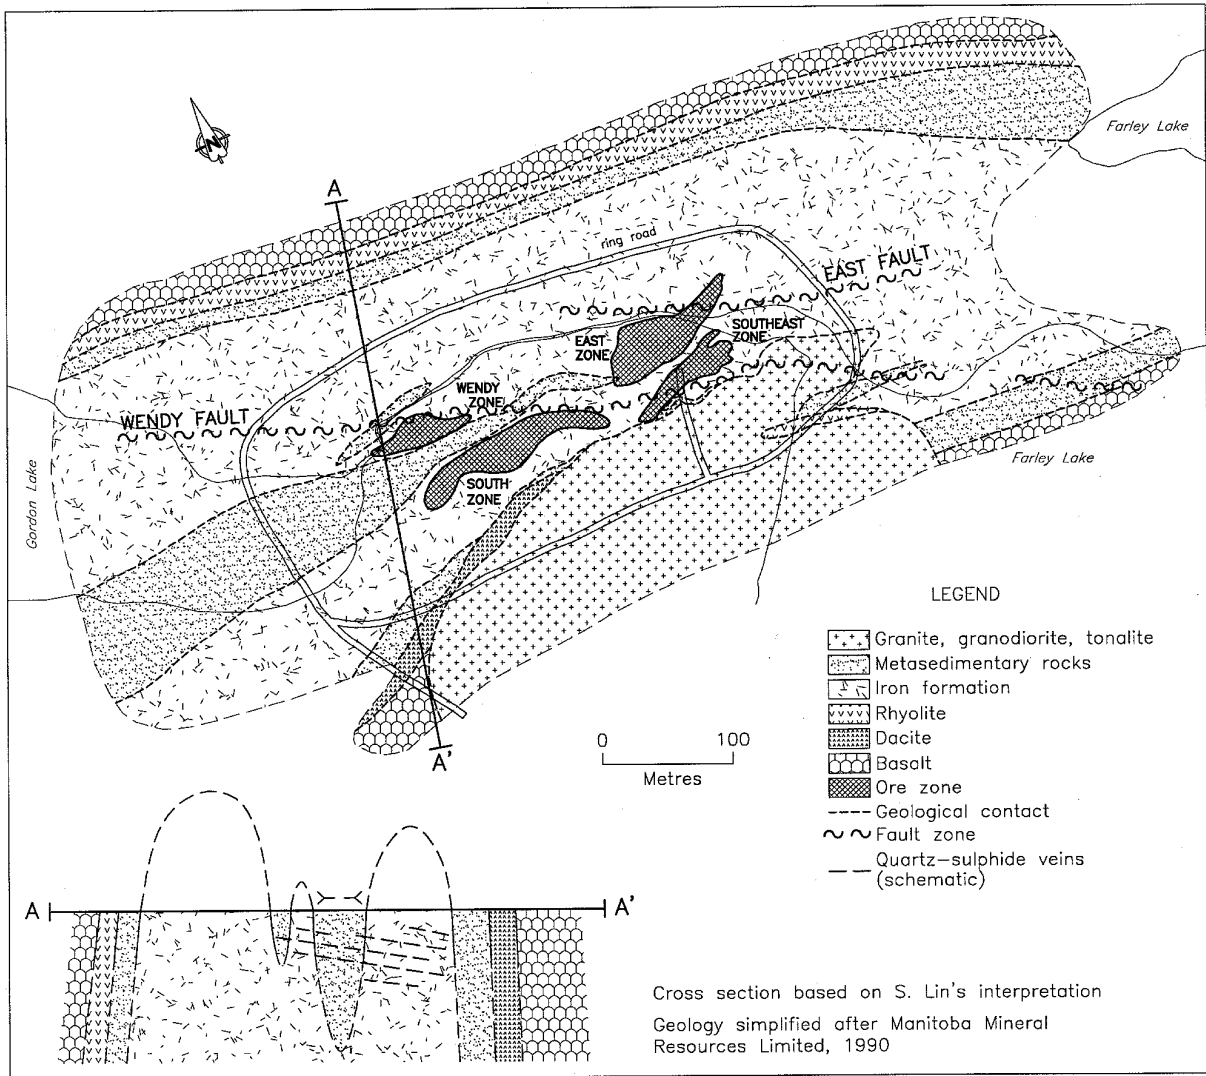 Farley Lake
N
A
ring road
EAST FAULT
SOUTHEAST
ZONE
EAST
ZONE
WENDY
ZONE
WENDY FAULT
SOUTH
ZONE
Gordon Lake
Farley Lake
A'
0 100
Metres
LEGEND
Granite, granodiorite, tonalite
Metasedimentary rocks
Iron formation
Rhyolite
Dacite
Basalt
Ore zone
Geological contact
Fault zone
Quartz-sulphide veins
(schematic)
A A'
Cross section based on S. Lin's interpretation
Geology simplified after Manitoba Mineral
Resources Limited, 1990